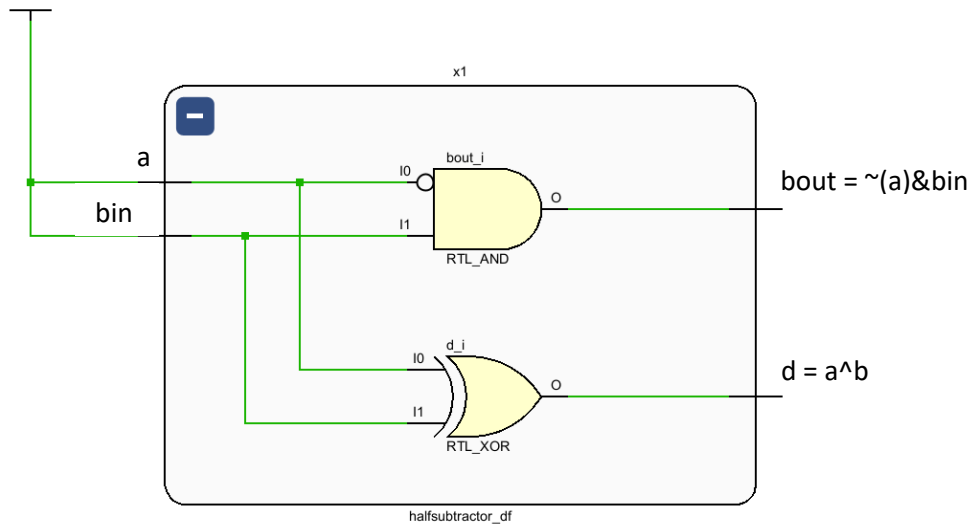 x1
a
I0
bout_i
O
bout = ~(a)&bin
bin
I1
RTL_AND
I0
d_i
O
d = a^b
I1
RTL_XOR
halfsubtractor_df